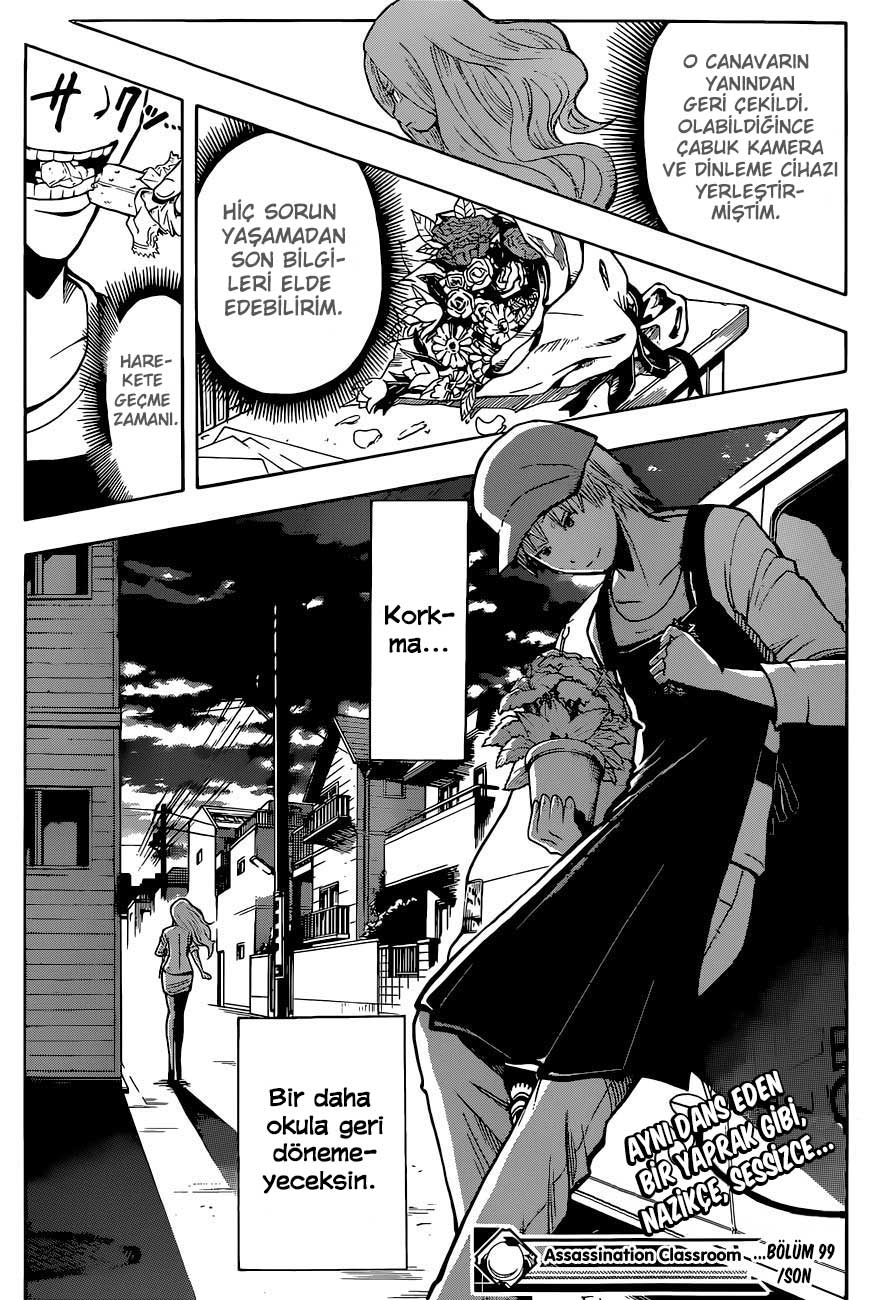 O CANAVARIN
YANINDAN
GERİ ÇEKİLDİ.
OLABİLDİĞİNCE
ÇABUK KAMERA
VE DİNLEME CİHAZI
YERLEŞTİR-
MİŞTİM.
HİÇ SORUN
YAŞAMADAN
SON BİLGİ-
LERİ ELDE
EDEBİLİRİM.
HARE-
KETE
GEÇME
ZAMANI.
Kork-
ma...
Bir daha
okula geri
döneme-
yeceksin.
AYNI DANS EDEN
BİR YAPRAK GİBİ,
NAZİKÇE, SESSİZCE...
Assassination Classroom ...BÖLÜM 99
/SON